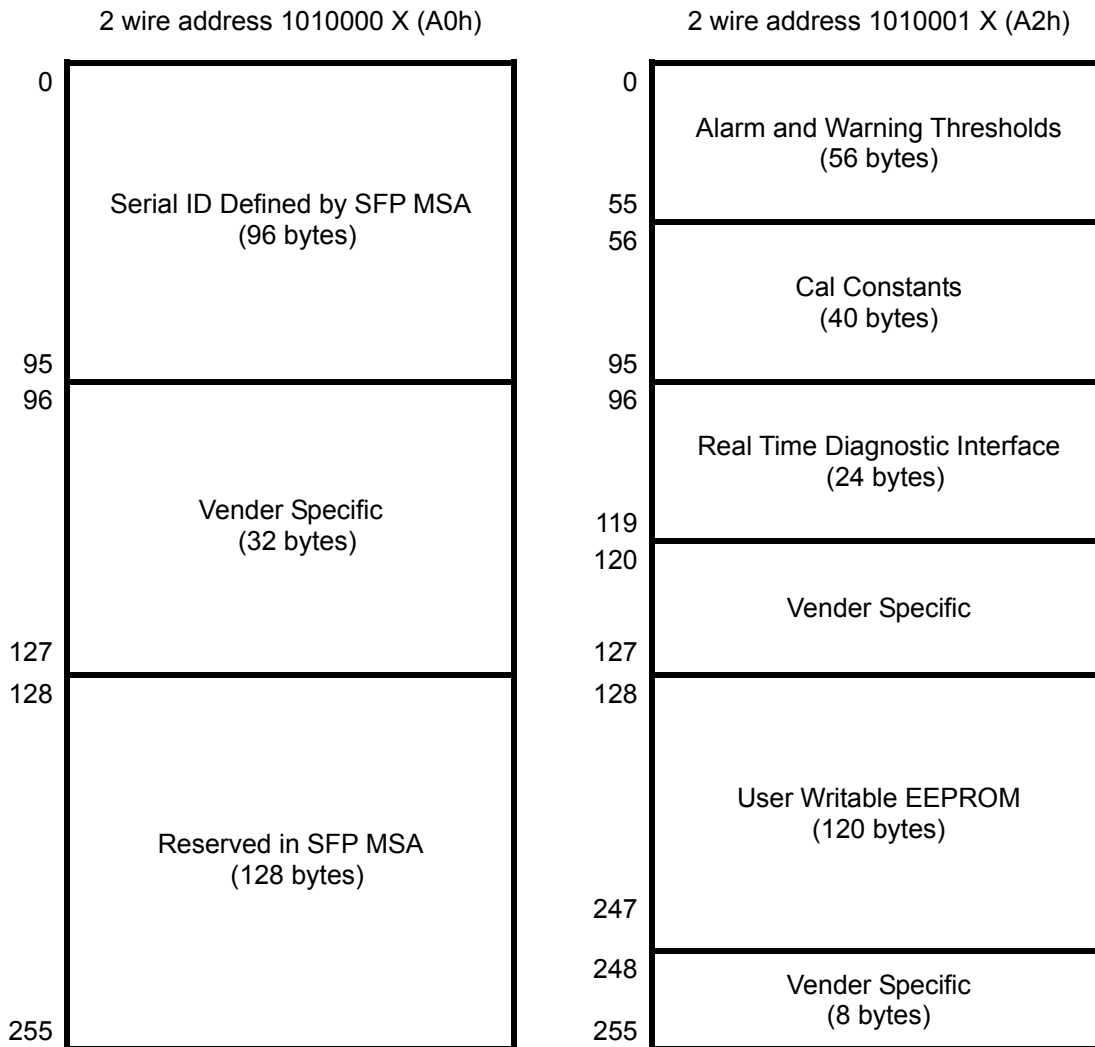 2 wire address 1010000 X (A0h)
0
Serial ID Defined by SFP MSA
(96 bytes)
95
96
Vender Specific
(32 bytes)
127
128
Reserved in SFP MSA
(128 bytes)
255
2 wire address 1010001 X (A2h)
0
Alarm and Warning Thresholds
(56 bytes)
55
56
Cal Constants
(40 bytes)
95
96
Real Time Diagnostic Interface
(24 bytes)
119
120
Vender Specific
127
128
User Writable EEPROM
(120 bytes)
247
248
Vender Specific
(8 bytes)
255